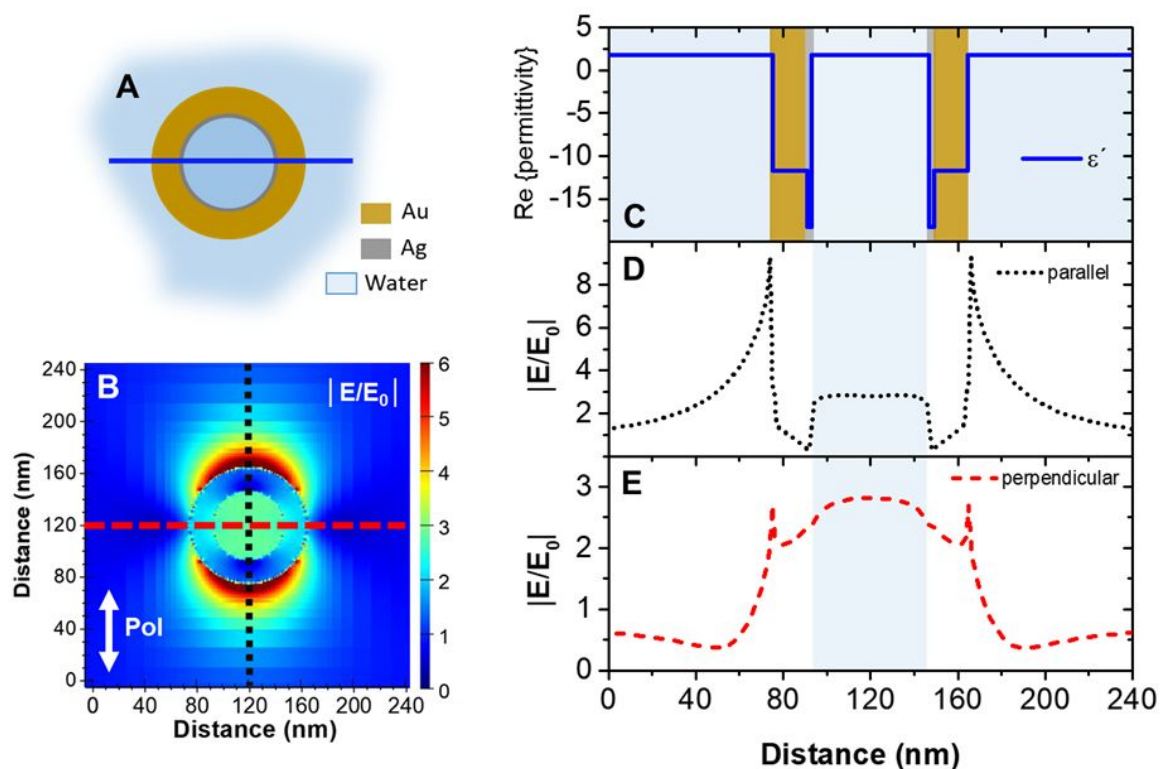 A
Au
Ag
Water
B
|E/E₀|
Pol
Distance (nm)
240
200
160
120
80
40
0
0 40 80 120 160 200 240
Distance (nm)
6
5
4
3
2
1
0
C
Re {permittivity}
5
0
-5
-10
-15
ε´
D
|E/E₀|
8
6
4
2
parallel
E
|E/E₀|
3
2
1
0
perpendicular
0 40 80 120 160 200 240
Distance (nm)